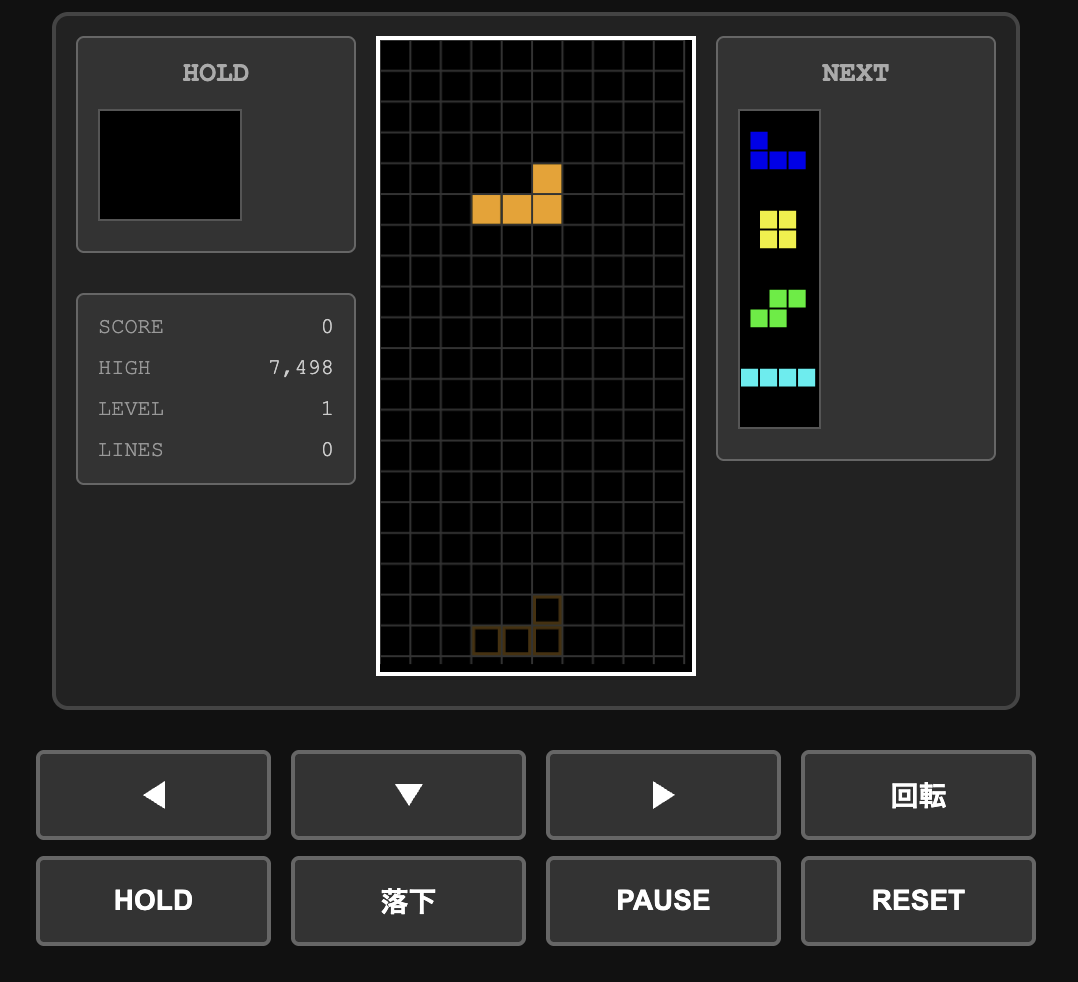 HOLD
NEXT
SCORE 0
HIGH 7,498
LEVEL 1
LINES 0
◀ ▼ ▶ 回転
HOLD 落下 PAUSE RESET